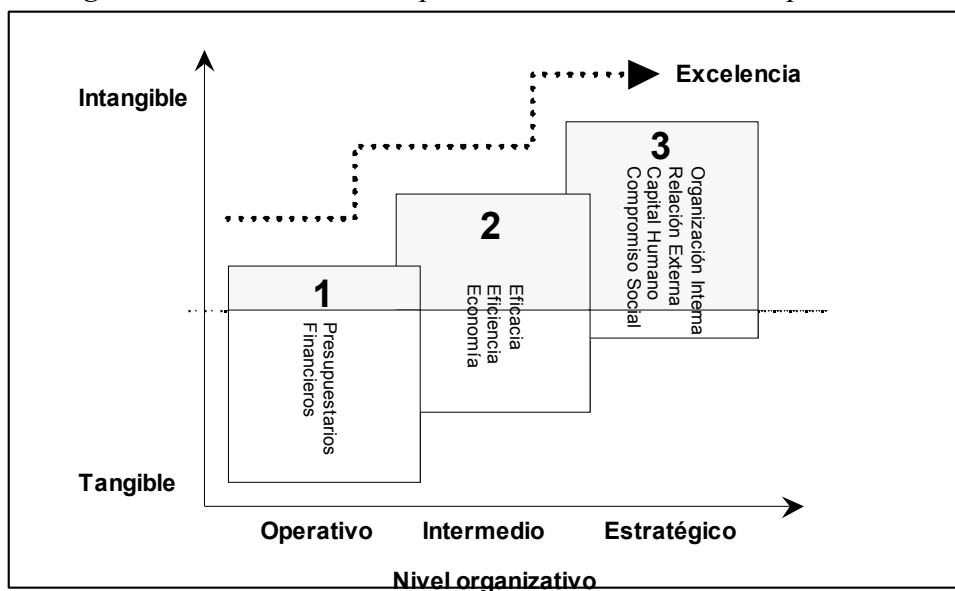 Excelencia
Intangible
3
Organización Interna
Relación Externa
Capital Humano
Compromiso Social
2
Eficacia
Eficiencia
Economía
1
Presupuestarios
Financieros
Tangible
Operativo
Intermedio
Estratégico
Nivel organizativo